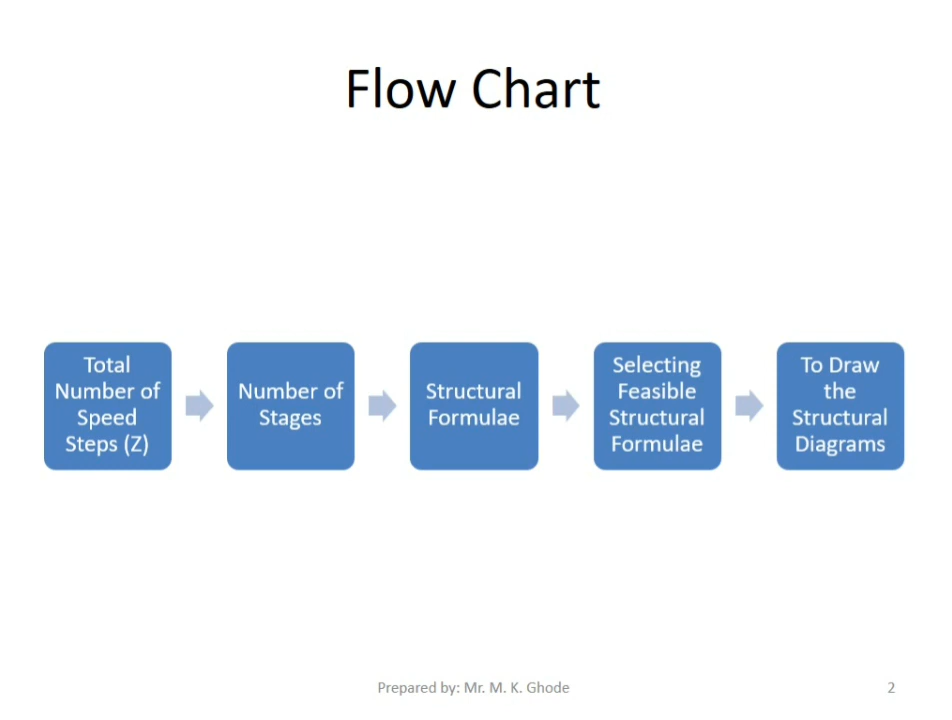 Flow Chart
Total
Number of
Speed
Steps (Z)
Number of
Stages
Structural
Formulae
Selecting
Feasible
Structural
Formulae
To Draw
the
Structural
Diagrams
Prepared by: Mr. M. K. Ghode
2